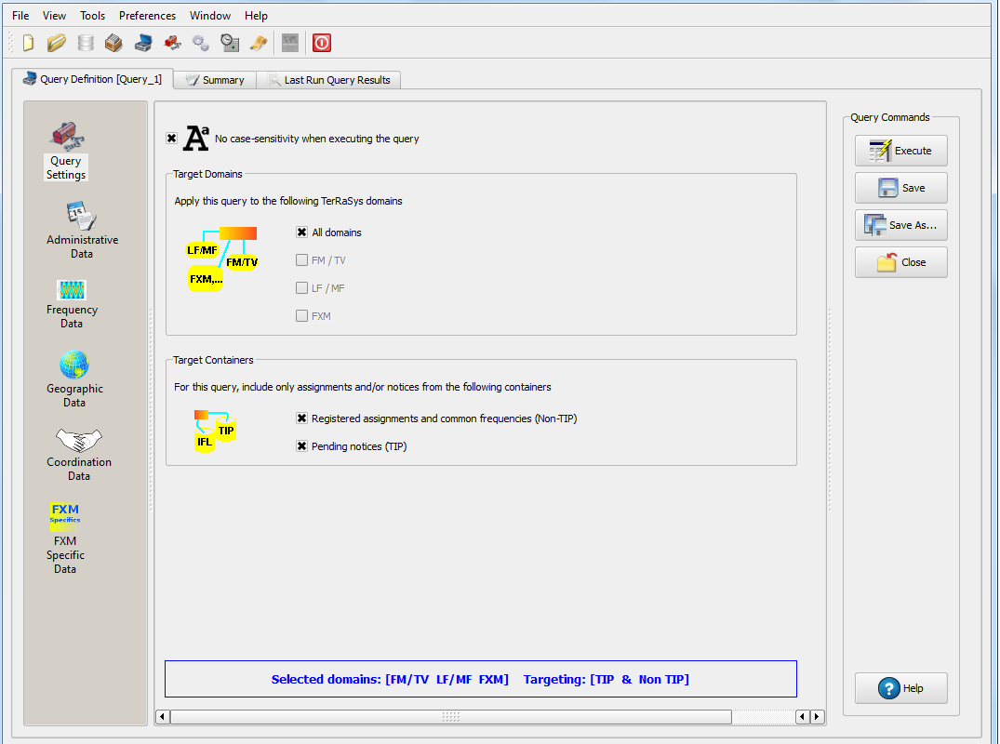 File View Tools Preferences Window Help
Query Definition [Query_1] Summary Last Run Query Results
Query
Settings
Administrative
Data
Frequency
Data
Geographic
Data
Coordination
Data
FXM
Specifics
FXM
Specific
Data
Aa No case-sensitivity when executing the query
Target Domains
Apply this query to the following TerRaSys domains
LF/MF
FM/TV
FXM,...
All domains
FM / TV
LF / MF
FXM
Target Containers
For this query, include only assignments and/or notices from the following containers
TIP
IFL
Registered assignments and common frequencies (Non-TIP)
Pending notices (TIP)
Selected domains: [FM/TV LF/MF FXM] Targeting: [TIP & Non TIP]
Query Commands
Execute
Save
Save As...
Close
Help